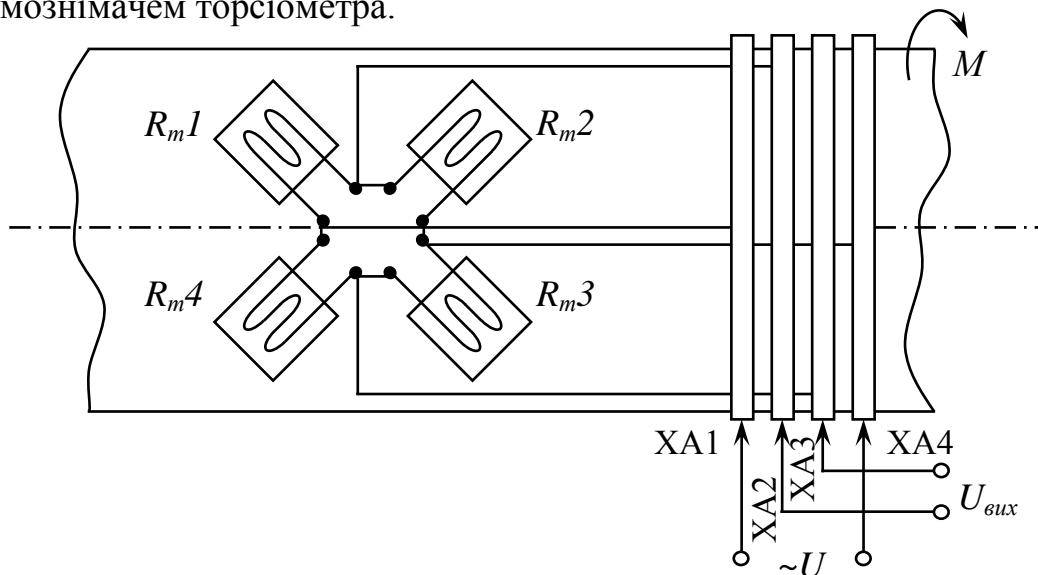 мознімачем торсіометра.
M
Rm1 Rm2
Rm4 Rm3
XA1 XA2 XA3 XA4
Uвих
~U